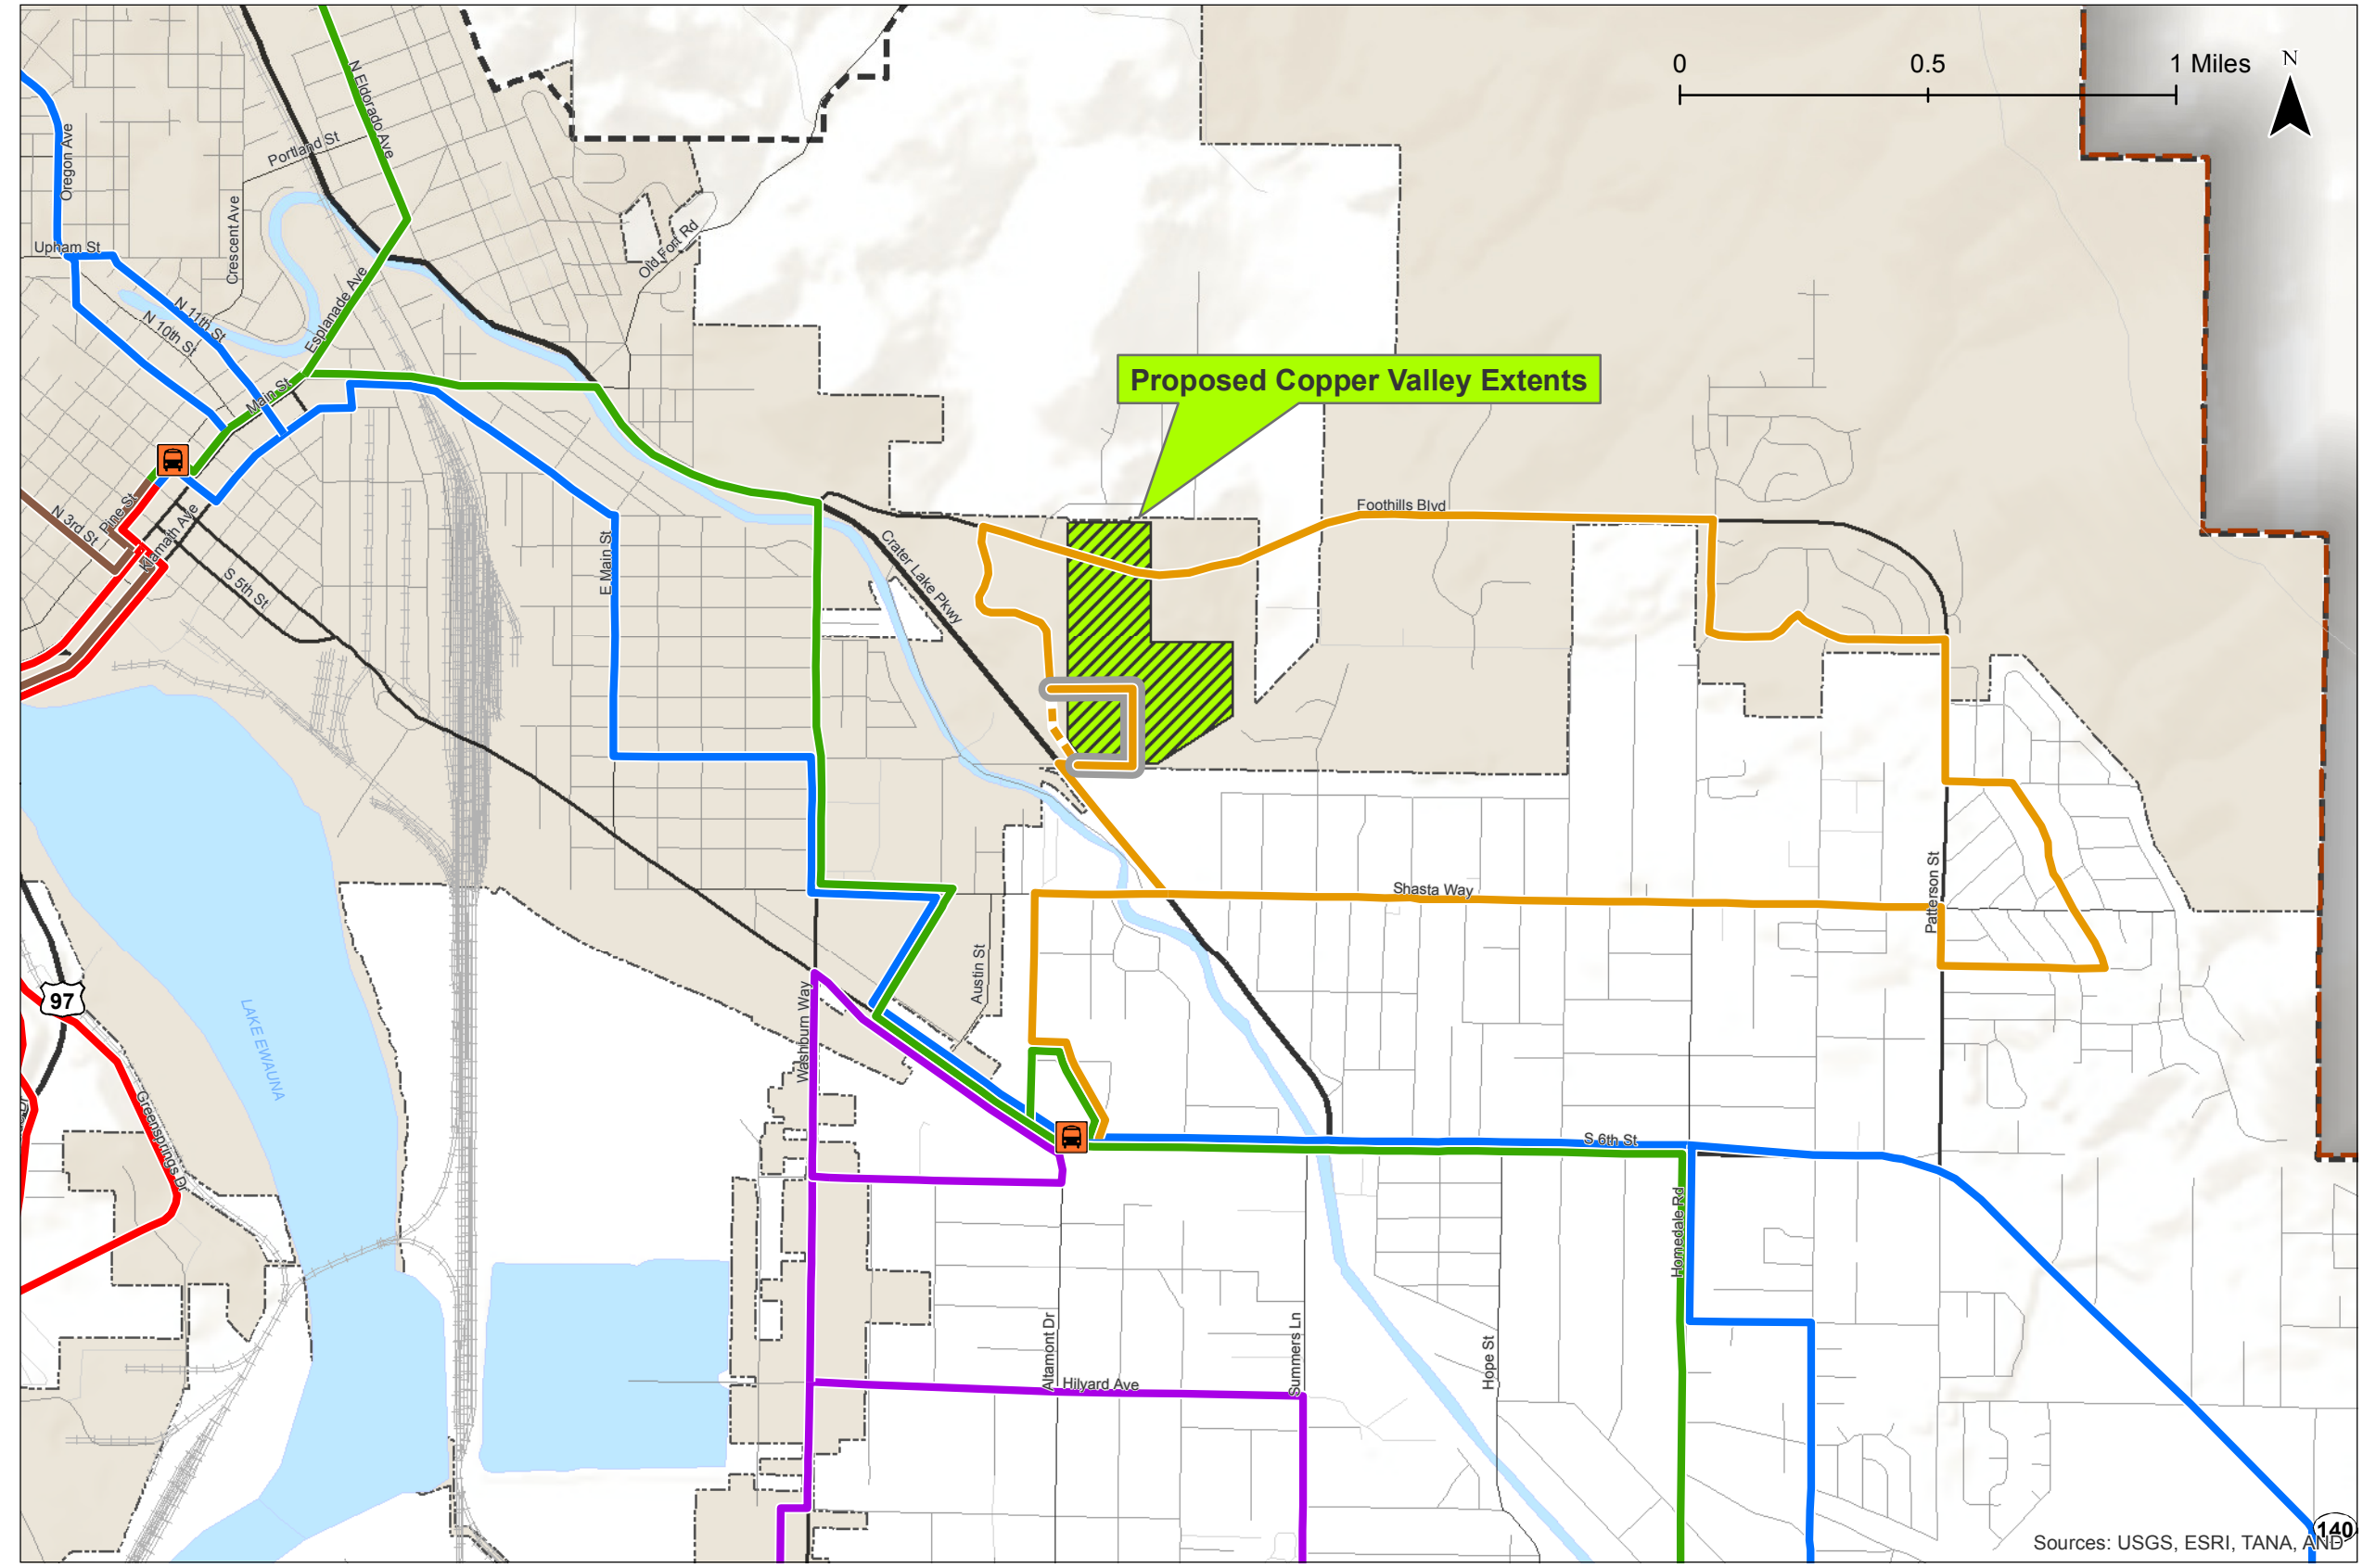 0 0.5 1 Miles
N
N Eldorado Ave
Portland St
Oregon Ave
Crescent Ave
Upham St
Old Fort Rd
Esplanade Ave
N 11th St
N 10th St
Main St
Proposed Copper Valley Extents
Foothills Blvd
Pine St
N 3rd St
Klamath Ave
S 5th St
E Main St
Crater Lake Pkwy
Shasta Way
Patterson St
Austin St
Washburn Way
97
LAKE EWAUNA
Greensprings Dr
S 6th St
Homedale Rd
Altamont Dr
Hilyard Ave
Summers Ln
Hope St
140
Sources: USGS, ESRI, TANA, AND